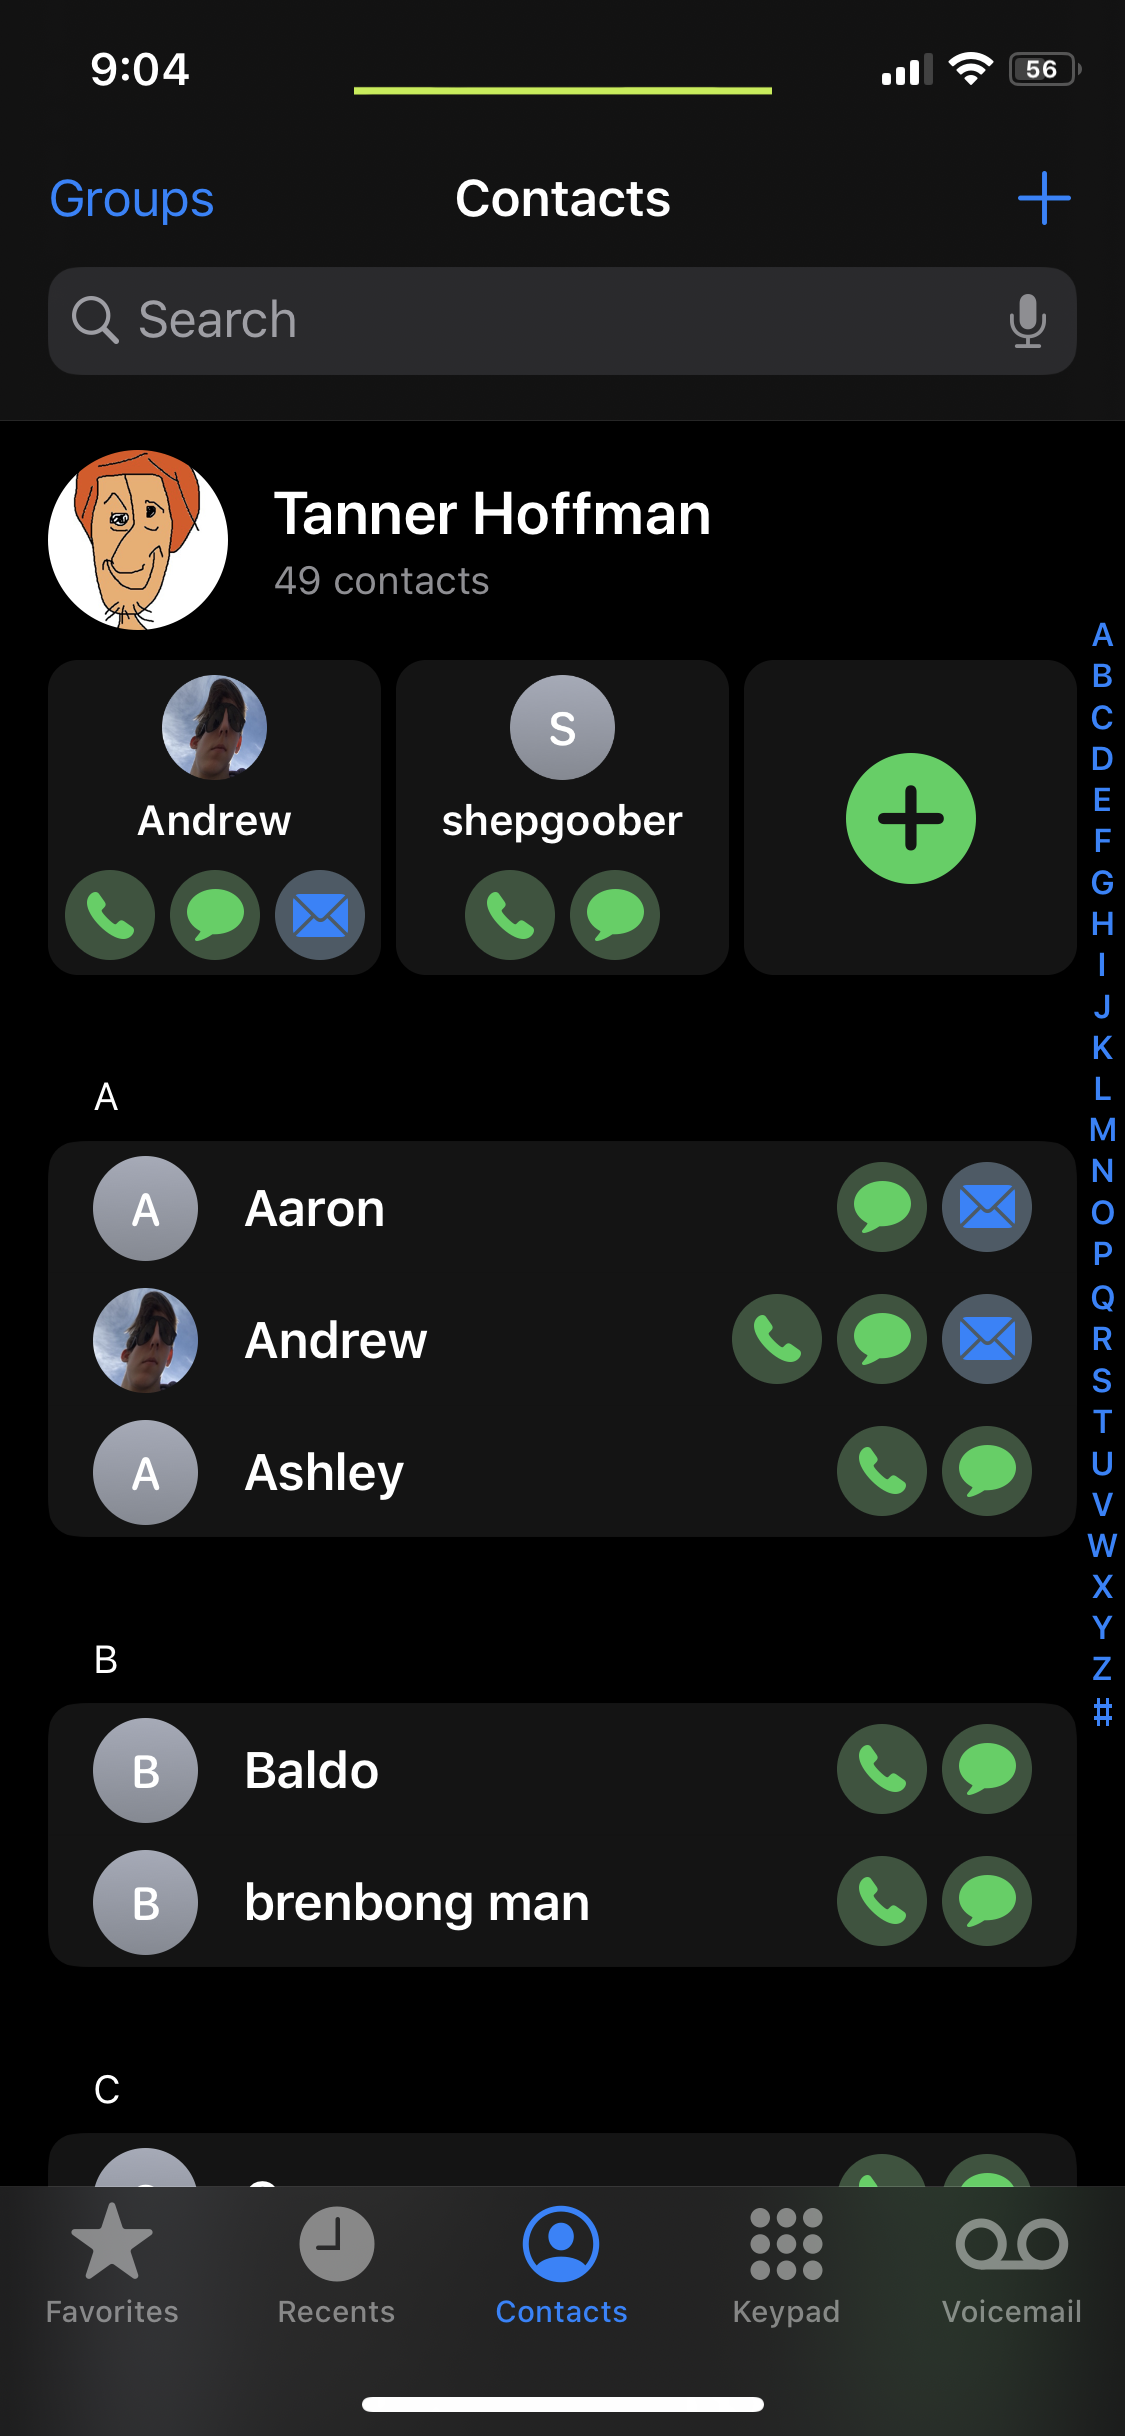 9:04
56
Groups
Contacts
Search
Tanner Hoffman
49 contacts
Andrew
S
shepgoober
A
A
Aaron
Andrew
A
Ashley
B
B
Baldo
B
brenbong man
C
A
B
C
D
E
F
G
H
I
J
K
L
M
N
O
P
Q
R
S
T
U
V
W
X
Y
Z
#
Favorites
Recents
Contacts
Keypad
Voicemail